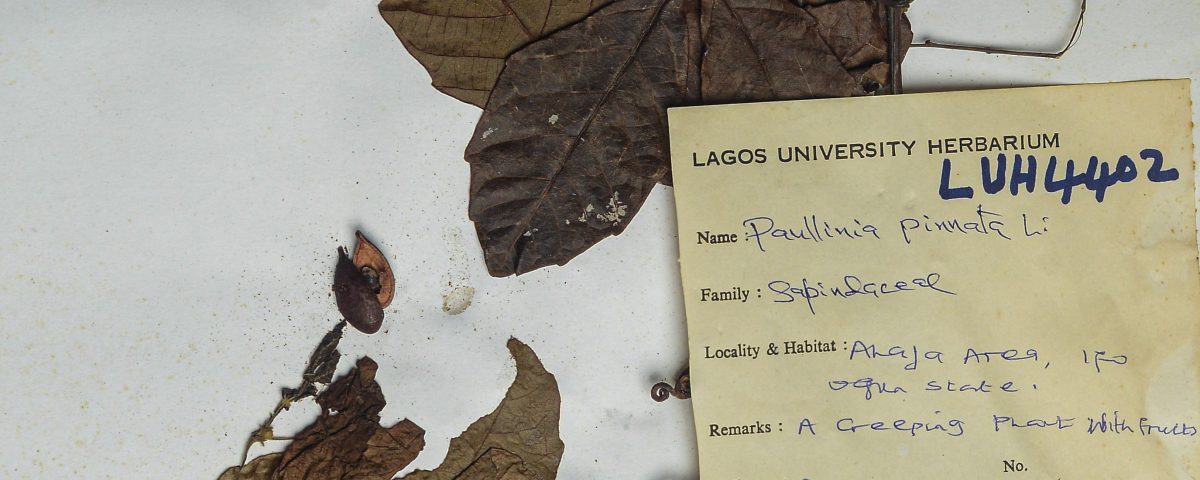 LAGOS UNIVERSITY HERBARIUM
LUH4402
Name : Paullinia pinnata L:
Family : Sapindaceae
Locality & Habitat : Area, Ifo
ogun state.
Remarks : A Creeping Plant With Fruits
No.